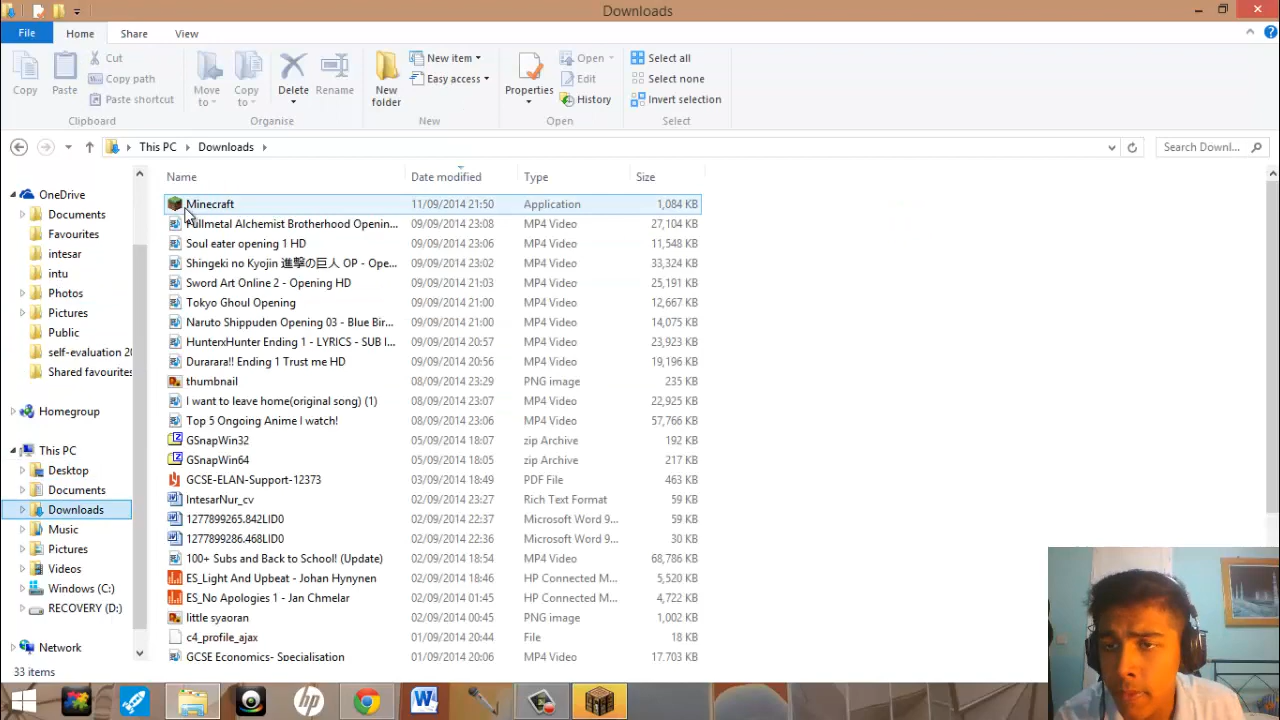 Downloads
File Home Share View
Copy Paste Cut Copy path Paste shortcut Move to Copy to Delete Rename New folder New item Easy access Properties Open Edit History Select all Select none Invert selection
Clipboard Organise New Open Select
This PC Downloads Search Downl...
Name Date modified Type Size
OneDrive
Documents
Favourites
intesar
intu
Photos
Pictures
Public
self-evaluation 20
Shared favourites
Homegroup
This PC
Desktop
Documents
Downloads
Music
Pictures
Videos
Windows (C:)
RECOVERY (D:)
Network
Minecraft 11/09/2014 21:50 Application 1,084 KB
Fullmetal Alchemist Brotherhood Openin... 09/09/2014 23:08 MP4 Video 27,104 KB
Soul eater opening 1 HD 09/09/2014 23:06 MP4 Video 11,548 KB
Shingeki no Kyojin 進撃の巨人 OP - Ope... 09/09/2014 23:02 MP4 Video 33,324 KB
Sword Art Online 2 - Opening HD 09/09/2014 21:03 MP4 Video 25,191 KB
Tokyo Ghoul Opening 09/09/2014 21:00 MP4 Video 12,667 KB
Naruto Shippuden Opening 03 - Blue Bir... 09/09/2014 21:00 MP4 Video 14,075 KB
HunterxHunter Ending 1 - LYRICS - SUB I... 09/09/2014 20:57 MP4 Video 23,923 KB
Durarara!! Ending 1 Trust me HD 09/09/2014 20:56 MP4 Video 19,196 KB
thumbnail 08/09/2014 23:29 PNG image 235 KB
I want to leave home(original song) (1) 08/09/2014 23:07 MP4 Video 22,925 KB
Top 5 Ongoing Anime I watch! 08/09/2014 23:06 MP4 Video 57,766 KB
GSnapWin32 05/09/2014 18:07 zip Archive 192 KB
GSnapWin64 05/09/2014 18:05 zip Archive 217 KB
GCSE-ELAN-Support-12373 03/09/2014 18:49 PDF File 463 KB
IntesarNur_cv 02/09/2014 23:27 Rich Text Format 59 KB
1277899265.842LID0 02/09/2014 22:37 Microsoft Word 9... 59 KB
1277899286.468LID0 02/09/2014 22:36 Microsoft Word 9... 30 KB
100+ Subs and Back to School! (Update) 02/09/2014 18:54 MP4 Video 68,786 KB
ES_Light And Upbeat - Johan Hynynen 02/09/2014 18:46 HP Connected M... 5,520 KB
ES_No Apologies 1 - Jan Chmelar 02/09/2014 01:45 HP Connected M... 4,722 KB
little syaoran 02/09/2014 00:45 PNG image 1,002 KB
c4_profile_ajax 01/09/2014 20:44 File 18 KB
GCSE Economics- Specialisation 01/09/2014 20:06 MP4 Video 17,703 KB
33 items